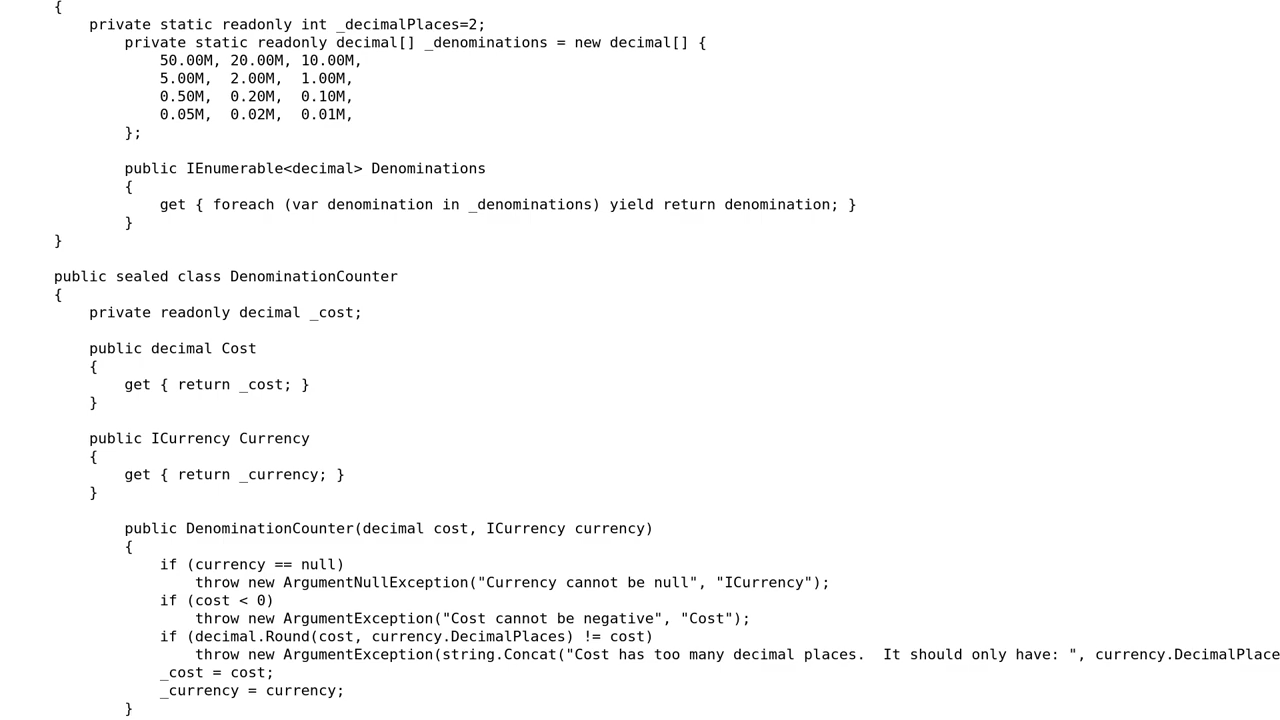 {
private static readonly int _decimalPlaces=2;
private static readonly decimal[] _denominations = new decimal[] {
50.00M, 20.00M, 10.00M,
5.00M,  2.00M,  1.00M,
0.50M,  0.20M,  0.10M,
0.05M,  0.02M,  0.01M,
};
public IEnumerable<decimal> Denominations
{
get { foreach (var denomination in _denominations) yield return denomination; }
}
}
public sealed class DenominationCounter
{
private readonly decimal _cost;
public decimal Cost
{
get { return _cost; }
}
public ICurrency Currency
{
get { return _currency; }
}
public DenominationCounter(decimal cost, ICurrency currency)
{
if (currency == null)
throw new ArgumentNullException("Currency cannot be null", "ICurrency");
if (cost < 0)
throw new ArgumentException("Cost cannot be negative", "Cost");
if (decimal.Round(cost, currency.DecimalPlaces) != cost)
throw new ArgumentException(string.Concat("Cost has too many decimal places.  It should only have: ", currency.DecimalPlace
_cost = cost;
_currency = currency;
}